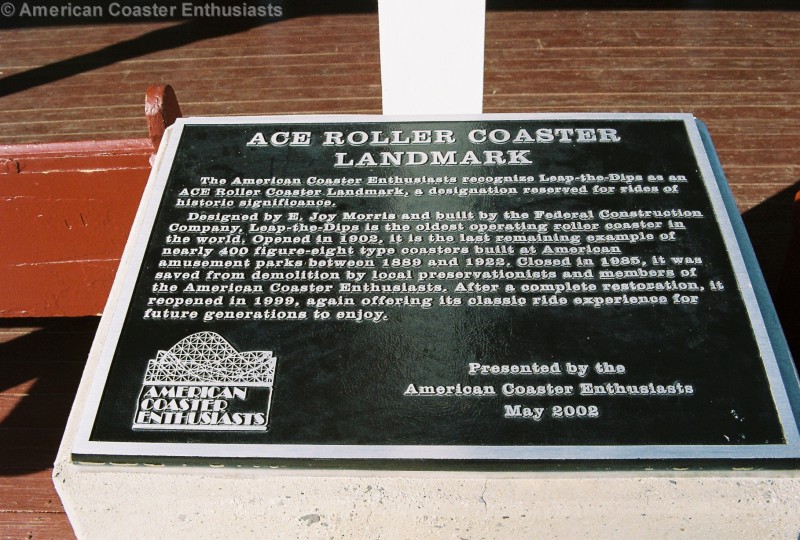 © American Coaster Enthusiasts
ACE ROLLER COASTER
LANDMARK
The American Coaster Enthusiasts recognize Leap-the-Dips as an
ACE Roller Coaster Landmark, a designation reserved for rides of
historic significance.
Designed by E. Joy Morris and built by the Federal Construction
Company, Leap-the-Dips is the oldest operating roller coaster in
the world. Opened in 1902, it is the last remaining example of
nearly 400 figure-eight type coasters built at American
amusement parks between 1889 and 1922. Closed in 1985, it was
saved from demolition by local preservationists and members of
the American Coaster Enthusiasts. After a complete restoration, it
reopened in 1999, again offering its classic ride experience for
future generations to enjoy.
AMERICAN
COASTER
ENTHUSIASTS
Presented by the
American Coaster Enthusiasts
May 2002